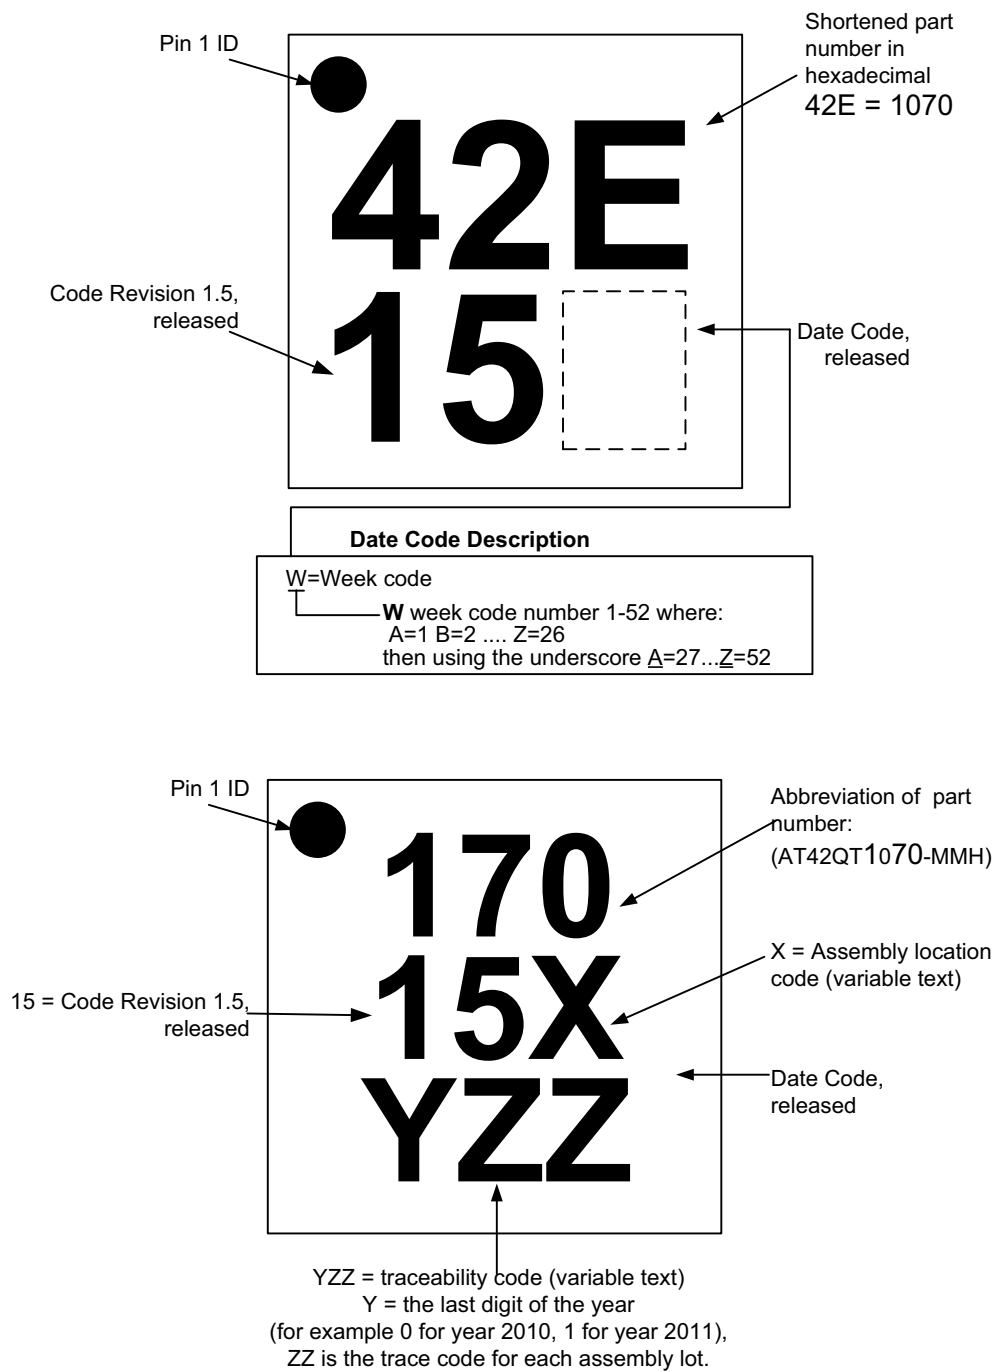 Pin 1 ID
Shortened part
number in
hexadecimal
42E = 1070
42E
Code Revision 1.5,
released
15
Date Code,
released
Date Code Description
W=Week code
W week code number 1-52 where:
A=1 B=2 .... Z=26
then using the underscore A=27...Z=52
Pin 1 ID
Abbreviation of part
number:
(AT42QT1070-MMH)
170
X = Assembly location
code (variable text)
15 = Code Revision 1.5,
released
15X
Date Code,
released
YZZ
YZZ = traceability code (variable text)
Y = the last digit of the year
(for example 0 for year 2010, 1 for year 2011),
ZZ is the trace code for each assembly lot.